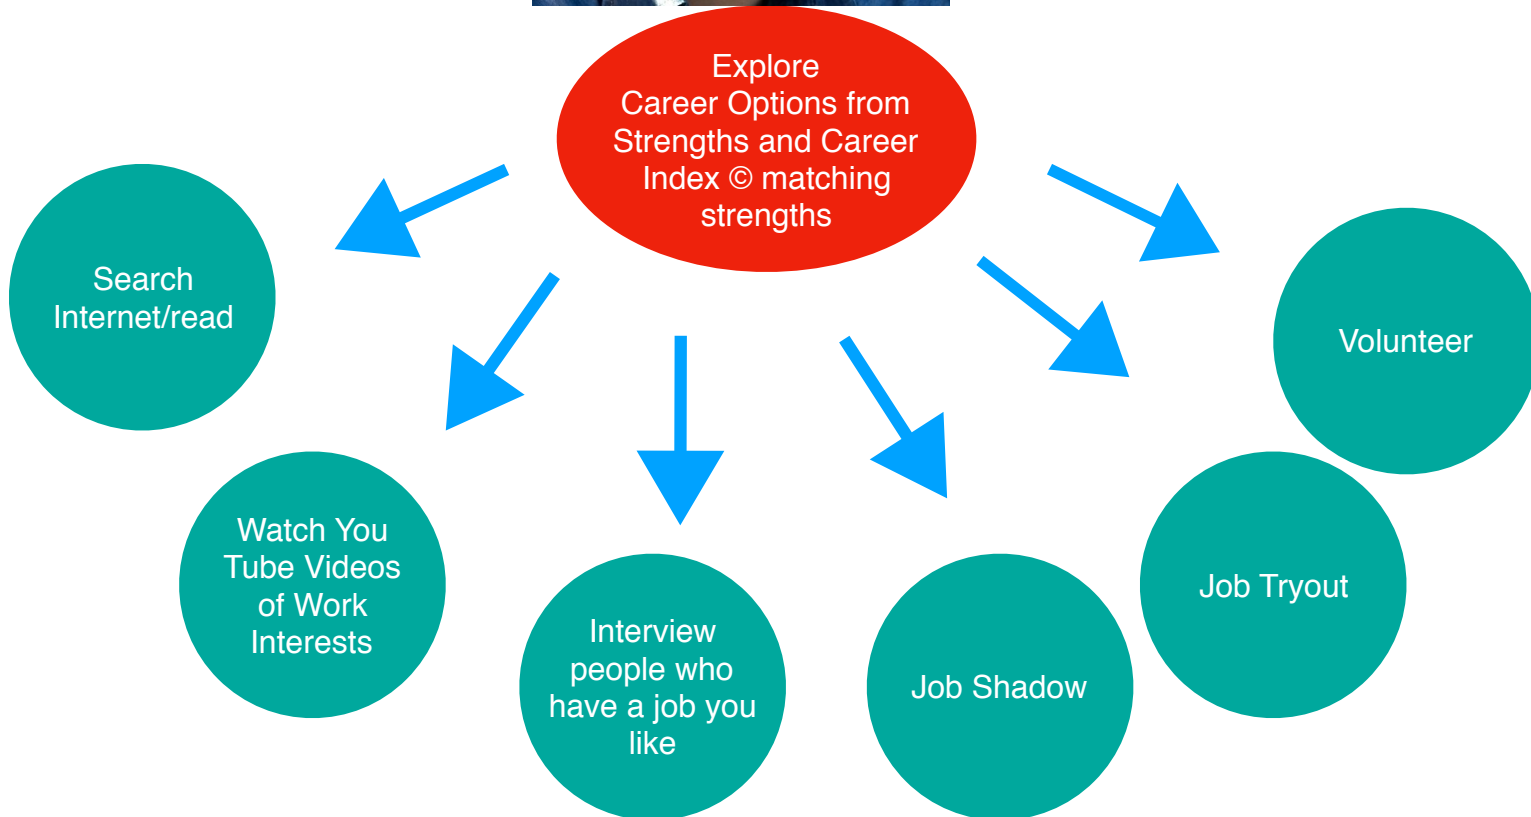 Explore
Career Options from
Strengths and Career
Index © matching
strengths
Search
Internet/read
Watch You
Tube Videos
of Work
Interests
Interview
people who
have a job you
like
Job Shadow
Job Tryout
Volunteer